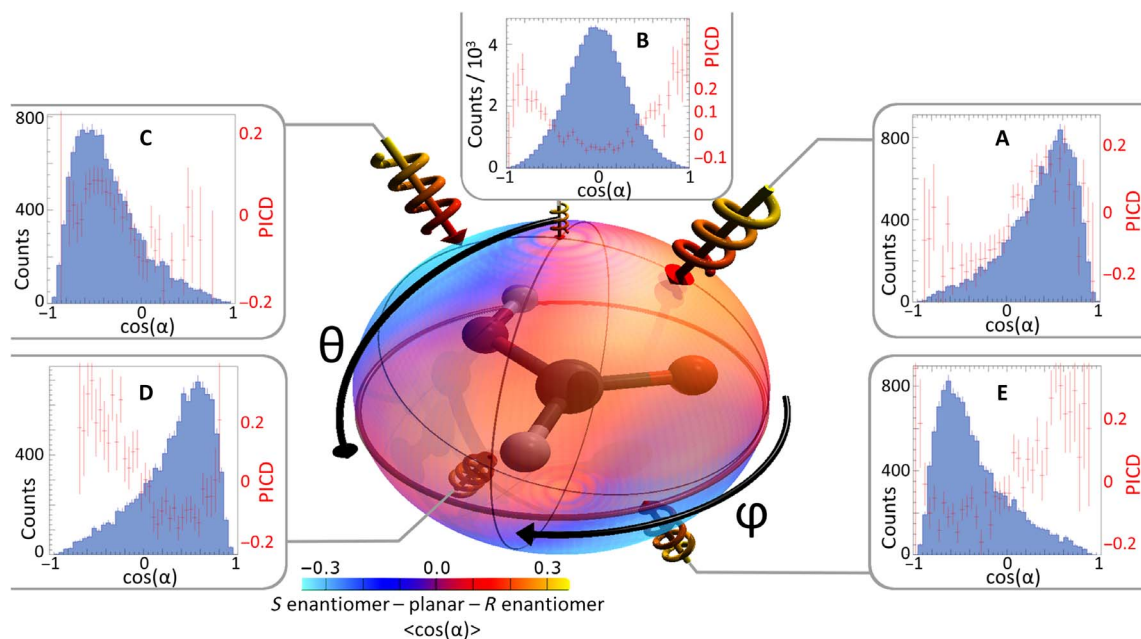 B
Counts / 10³
4
2
0
PICD
0.2
0.1
0
−0.1
−1
0
1
cos(α)
C
Counts
800
400
0
PICD
0.2
0
−0.2
−1
0
1
cos(α)
A
Counts
800
400
0
PICD
0.2
0
−0.2
−1
0
1
cos(α)
θ
φ
D
Counts
400
0
PICD
0.2
0
−0.2
−1
0
1
cos(α)
E
Counts
800
400
0
PICD
0.2
0
−0.2
−1
0
1
cos(α)
−0.3 0.0 0.3
S enantiomer – planar – R enantiomer
<cos(α)>